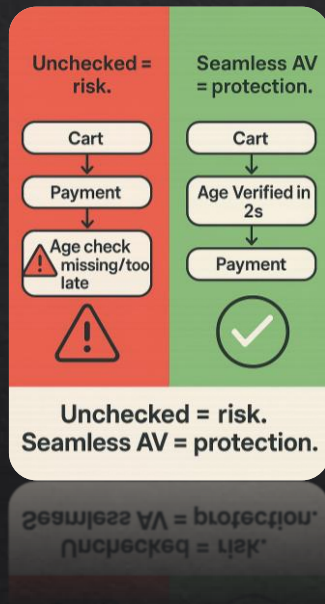 Unchecked =
risk.
Cart
Payment
Age check
missing/too
late
Seamless AV
= protection.
Cart
Age Verified in
2s
Payment
Unchecked = risk.
Seamless AV = protection.
Seamless AV = protection.
Unchecked = risk.